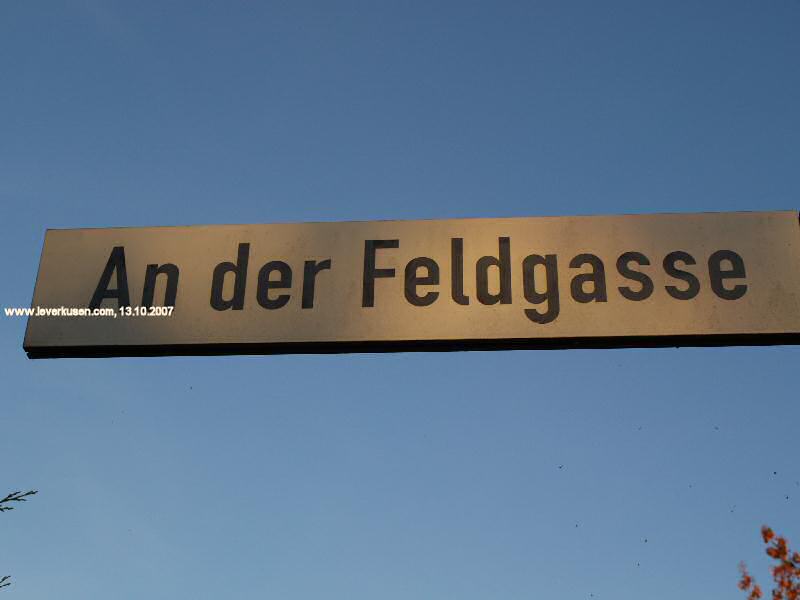 An der Feldgasse
www.leverkusen.com, 13.10.2007